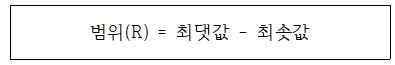 범위(R) = 최댓값 - 최솟값